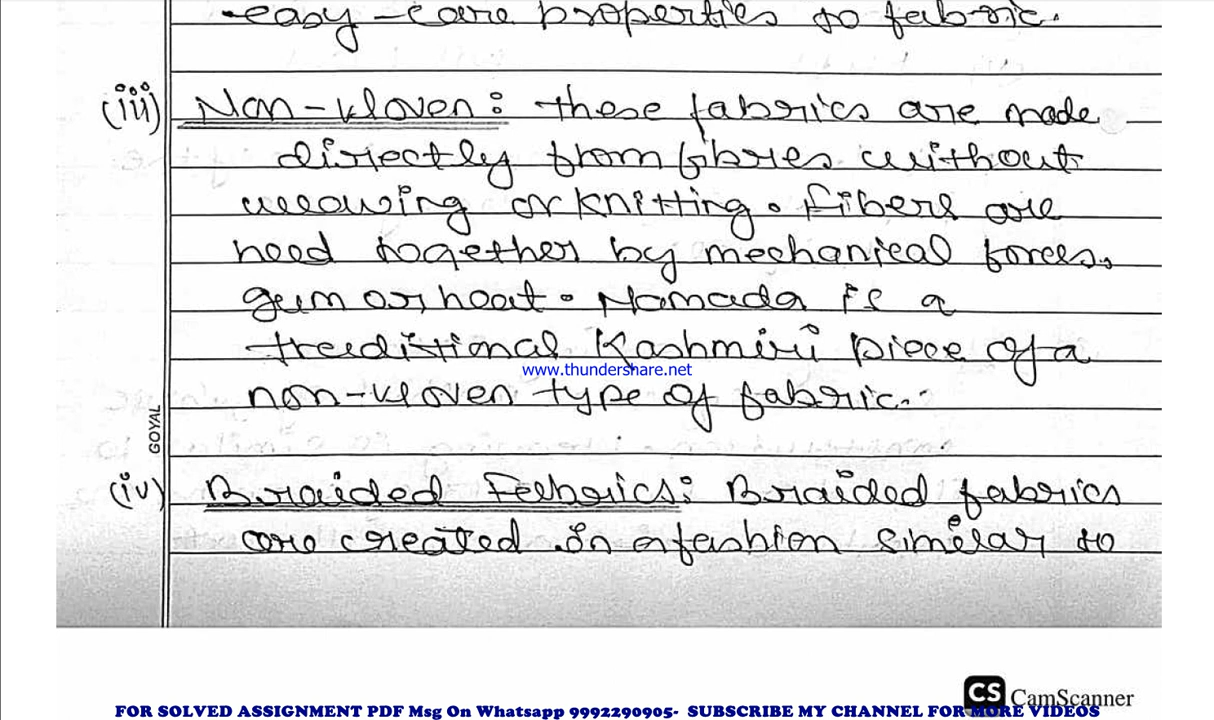 -easy-care properties to fabric.
(iii) Non-Woven: these fabrics are made
directly from fibres without
weaving or knitting. Fibers are
heed together by mechanical forces,
gum or heat. Namada is a
traditional Kashmiri piece of a
www.thundershare.net
non-woven type of fabric.
GOYAL
(iv) Braided Febrics: Braided fabrics
are created in a fashion similar to
CS CamScanner
FOR SOLVED ASSIGNMENT PDF Msg On Whatsapp 9992290905- SUBSCRIBE MY CHANNEL FOR MORE VIDEOS